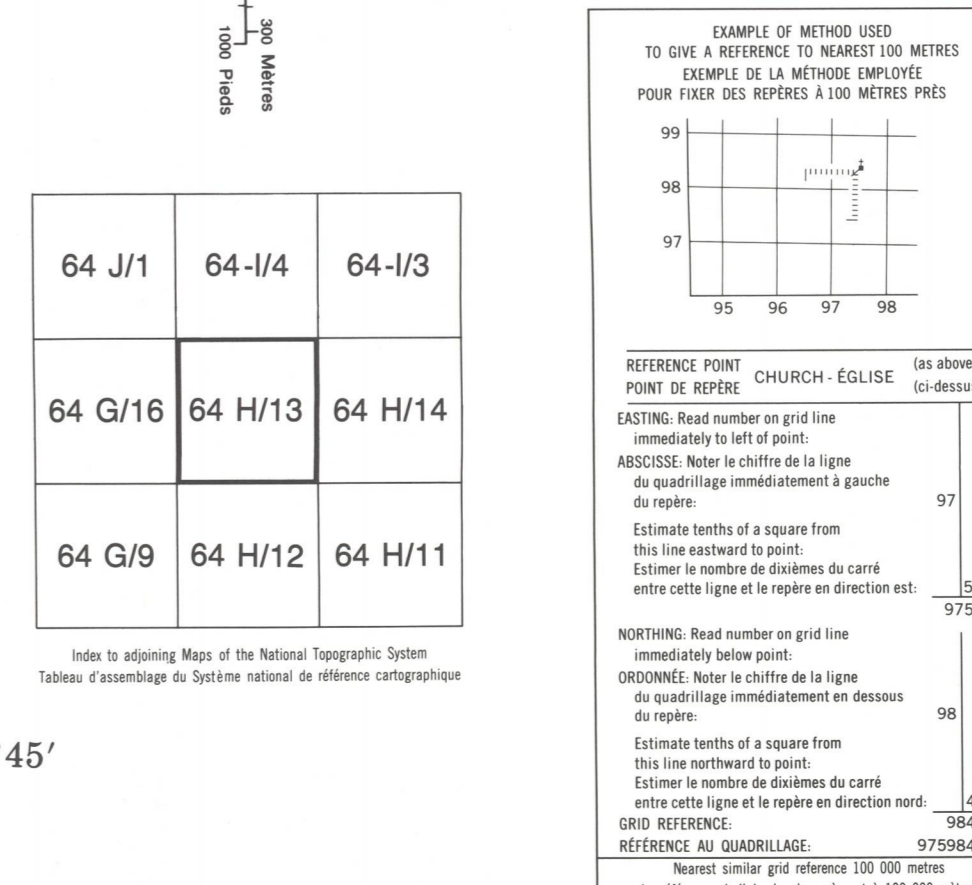 300 Mètres
1000 Pieds
64 J/1 64-I/4 64-I/3
64 G/16 64 H/13 64 H/14
64 G/9 64 H/12 64 H/11
Index to adjoining Maps of the National Topographic System
Tableau d'assemblage du Système national de référence cartographique
45′
EXAMPLE OF METHOD USED
TO GIVE A REFERENCE TO NEAREST 100 METRES
EXEMPLE DE LA MÉTHODE EMPLOYÉE
POUR FIXER DES REPÈRES À 100 MÈTRES PRÈS
99
98
97
95 96 97 98
REFERENCE POINT
POINT DE REPÈRE
CHURCH - ÉGLISE
(as above
(ci-dessus
EASTING: Read number on grid line
immediately to left of point:
ABSCISSE: Noter le chiffre de la ligne
du quadrillage immédiatement à gauche
du repère: 97
Estimate tenths of a square from
this line eastward to point:
Estimer le nombre de dixièmes du carré
entre cette ligne et le repère en direction est: 5
975
NORTHING: Read number on grid line
immediately below point:
ORDONNÉE: Noter le chiffre de la ligne
du quadrillage immédiatement en dessous
du repère: 98
Estimate tenths of a square from
this line northward to point:
Estimer le nombre de dixièmes du carré
entre cette ligne et le repère en direction nord: 4
GRID REFERENCE: 984
RÉFÉRENCE AU QUADRILLAGE: 975984
Nearest similar grid reference 100 000 metres